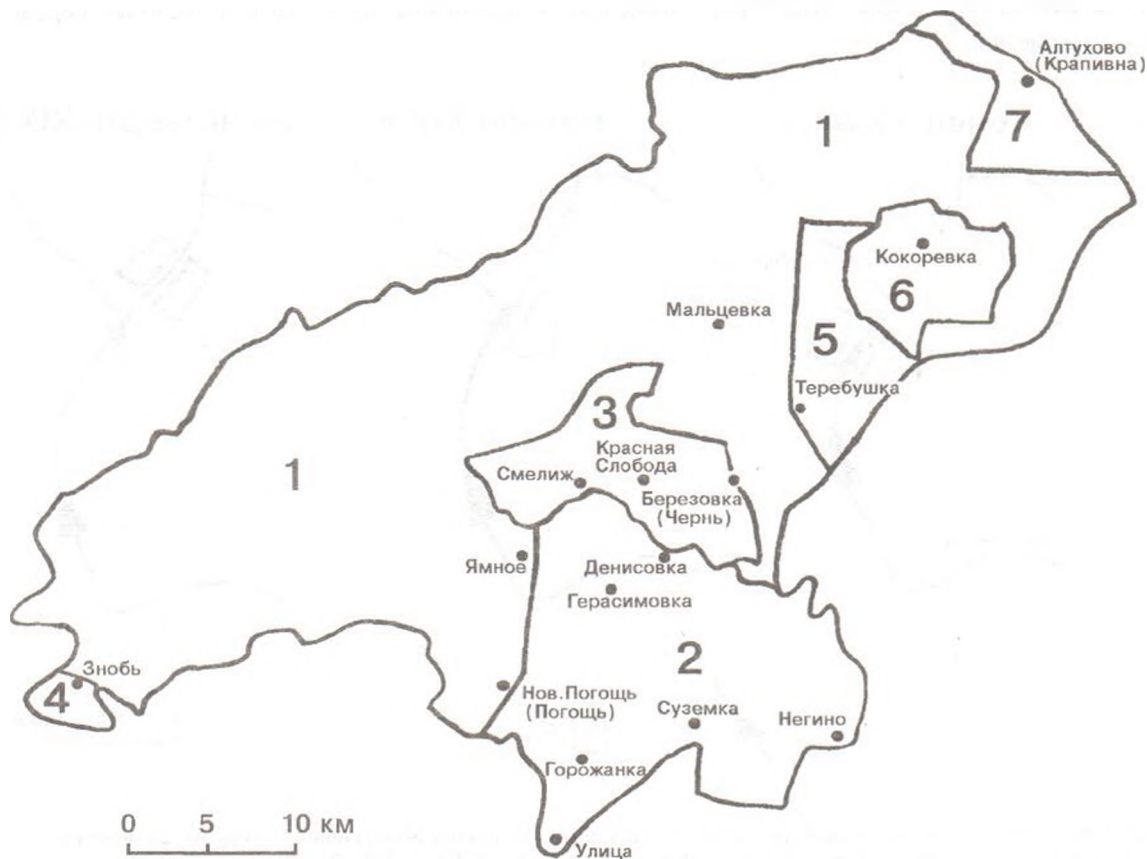 Алтухово
(Крапивна)
7
1
Кокоревка
6
Мальцевка
5
Теребушка
3
Красная
Слобода
Смелиж
1
Березовка
(Чернь)
Ямное
Денисовка
Герасимовка
2
Знобь
4
Нов.Погощь
(Погощь)
Суземка
Негино
Горожанка
0 5 10 км
Улица